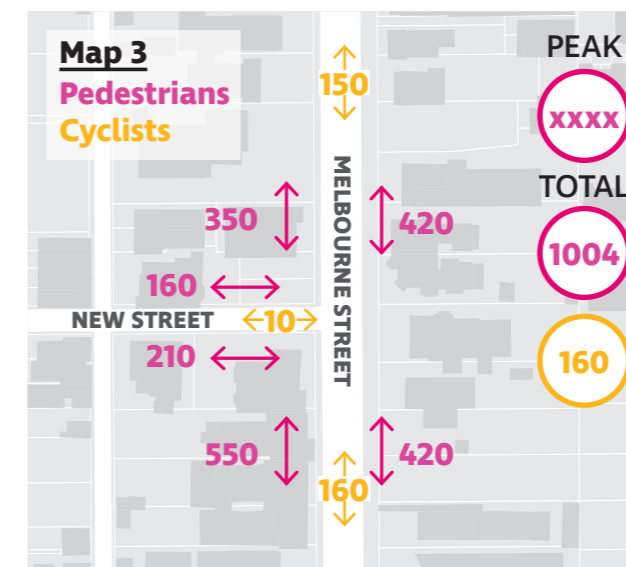 Map 3
Pedestrians
Cyclists
150
PEAK
xxxx
TOTAL
350
MELBOURNE STREET
420
1004
160
NEW STREET
10
210
160
550
420
160